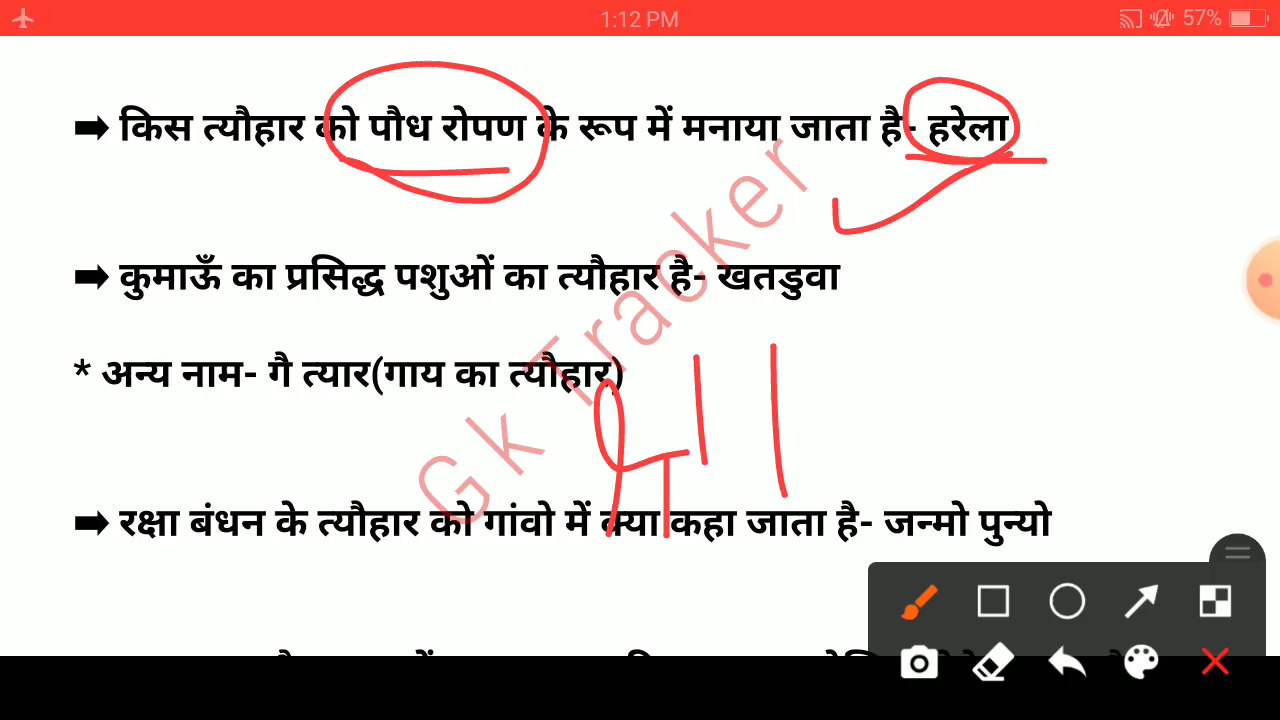 1:12 PM 57%
➡ किस त्यौहार को पौध रोपण के रूप में मनाया जाता है- हरेला
➡ कुमाऊँ का प्रसिद्ध पशुओं का त्यौहार है- खतडुवा
* अन्य नाम- गै त्यार(गाय का त्यौहार)
Gk Tracker
➡ रक्षा बंधन के त्यौहार को गांवो में क्या कहा जाता है- जन्मो पुन्यो